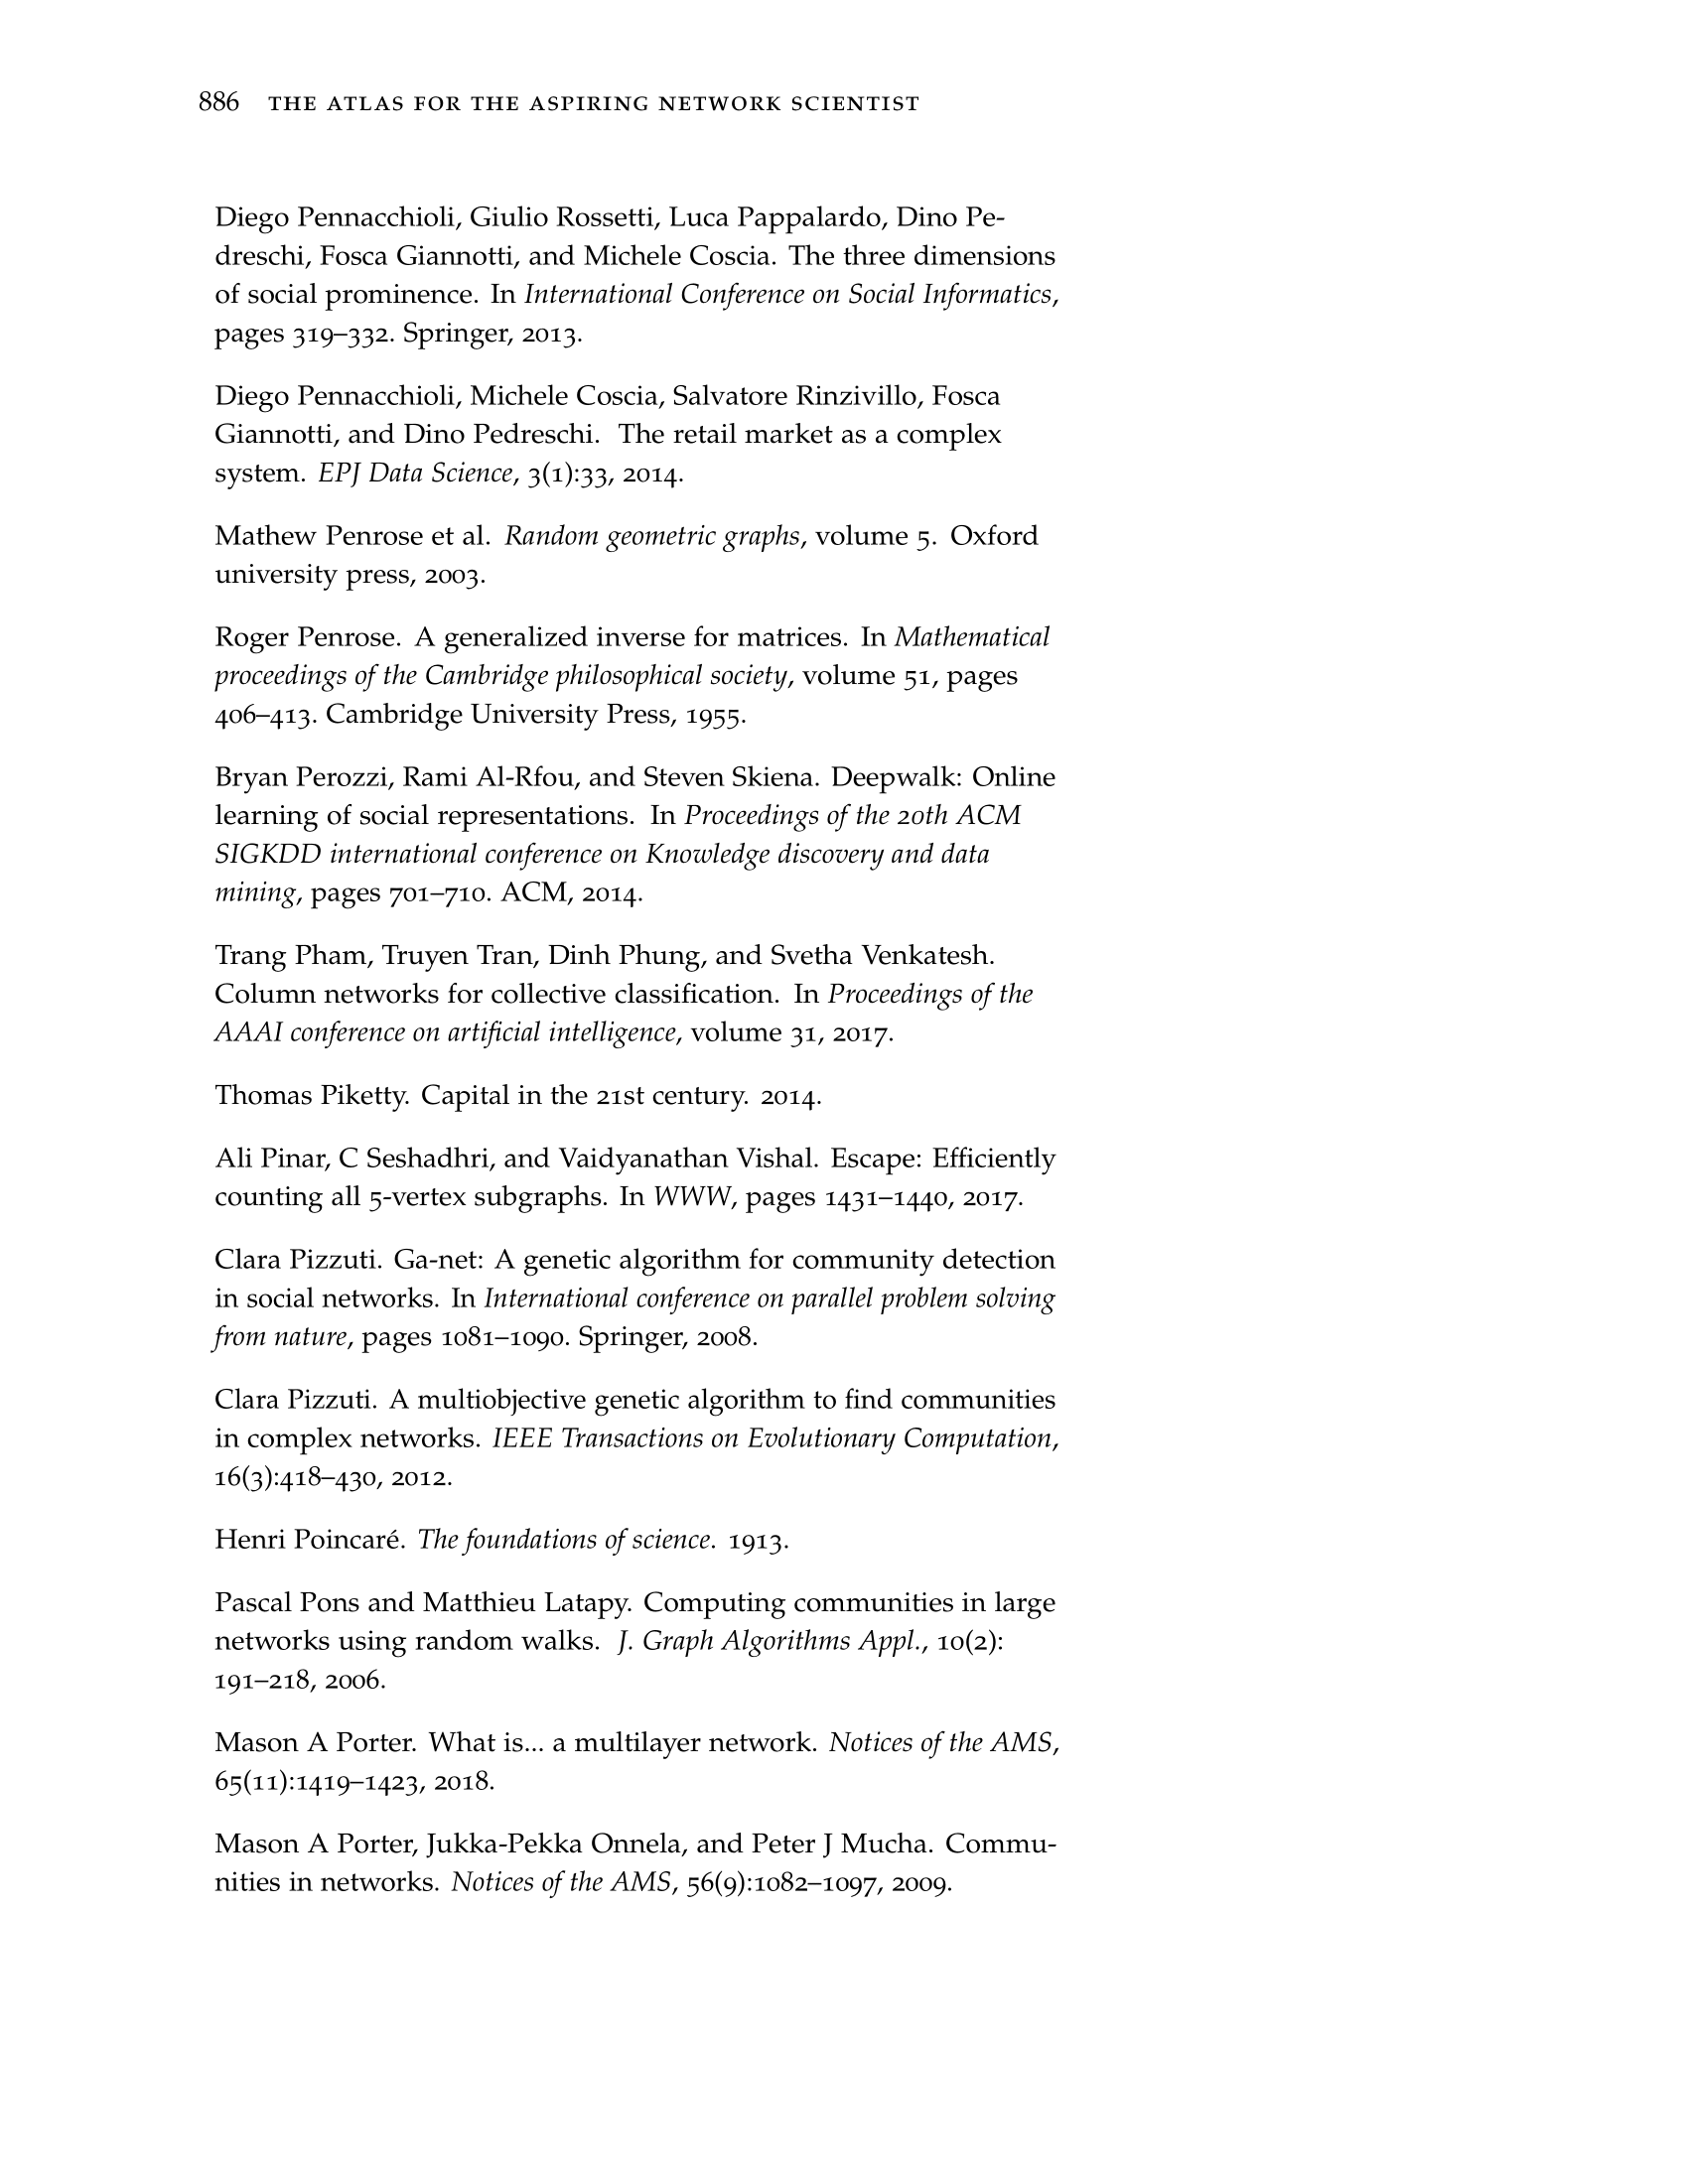 886 THE ATLAS FOR THE ASPIRING NETWORK SCIENTIST
Diego Pennacchioli, Giulio Rossetti, Luca Pappalardo, Dino Pe-
dreschi, Fosca Giannotti, and Michele Coscia. The three dimensions
of social prominence. In International Conference on Social Informatics,
pages 319–332. Springer, 2013.
Diego Pennacchioli, Michele Coscia, Salvatore Rinzivillo, Fosca
Giannotti, and Dino Pedreschi. The retail market as a complex
system. EPJ Data Science, 3(1):33, 2014.
Mathew Penrose et al. Random geometric graphs, volume 5. Oxford
university press, 2003.
Roger Penrose. A generalized inverse for matrices. In Mathematical
proceedings of the Cambridge philosophical society, volume 51, pages
406–413. Cambridge University Press, 1955.
Bryan Perozzi, Rami Al-Rfou, and Steven Skiena. Deepwalk: Online
learning of social representations. In Proceedings of the 20th ACM
SIGKDD international conference on Knowledge discovery and data
mining, pages 701–710. ACM, 2014.
Trang Pham, Truyen Tran, Dinh Phung, and Svetha Venkatesh.
Column networks for collective classification. In Proceedings of the
AAAI conference on artificial intelligence, volume 31, 2017.
Thomas Piketty. Capital in the 21st century. 2014.
Ali Pinar, C Seshadhri, and Vaidyanathan Vishal. Escape: Efficiently
counting all 5-vertex subgraphs. In WWW, pages 1431–1440, 2017.
Clara Pizzuti. Ga-net: A genetic algorithm for community detection
in social networks. In International conference on parallel problem solving
from nature, pages 1081–1090. Springer, 2008.
Clara Pizzuti. A multiobjective genetic algorithm to find communities
in complex networks. IEEE Transactions on Evolutionary Computation,
16(3):418–430, 2012.
Henri Poincaré. The foundations of science. 1913.
Pascal Pons and Matthieu Latapy. Computing communities in large
networks using random walks. J. Graph Algorithms Appl., 10(2):
191–218, 2006.
Mason A Porter. What is... a multilayer network. Notices of the AMS,
65(11):1419–1423, 2018.
Mason A Porter, Jukka-Pekka Onnela, and Peter J Mucha. Commu-
nities in networks. Notices of the AMS, 56(9):1082–1097, 2009.